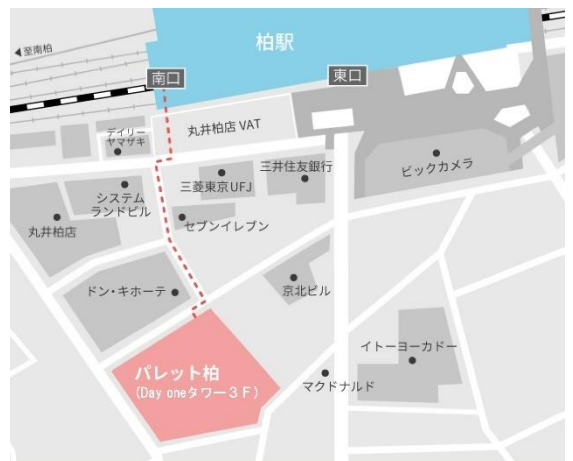 柏駅
◀至南柏
南口
東口
丸井柏店 VAT
デイリー
ヤマザキ
三井住友銀行
ビックカメラ
三菱東京UFJ
システム
ランドビル
セブンイレブン
丸井柏店
ドン・キホーテ
京北ビル
イトーヨーカドー
パレット柏
(Day oneタワー3F)
マクドナルド